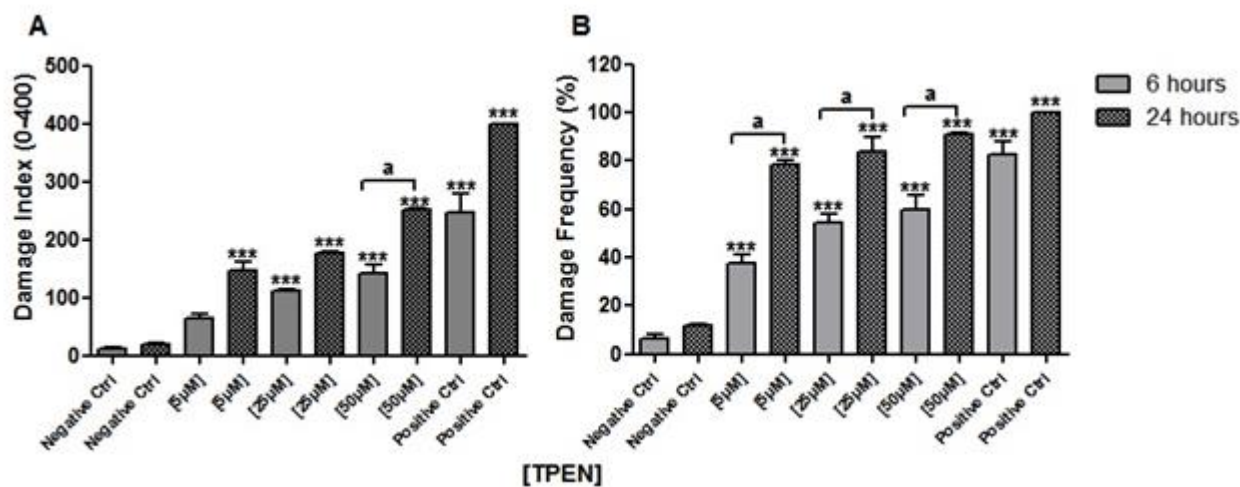 A
Damage Index (0-400)
500
400
300
200
100
0
***
***
***
***
***
***
a
***
Negative Ctrl
Negative Ctrl
[5µM]
[5µM]
[25µM]
[25µM]
[50µM]
[50µM]
Positive Ctrl
Positive Ctrl
B
Damage Frequency (%)
120
100
80
60
40
20
0
***
a
***
***
a
***
***
a
***
***
***
Negative Ctrl
Negative Ctrl
[5µM]
[5µM]
[25µM]
[25µM]
[50µM]
[50µM]
Positive Ctrl
Positive Ctrl
6 hours
24 hours
[TPEN]